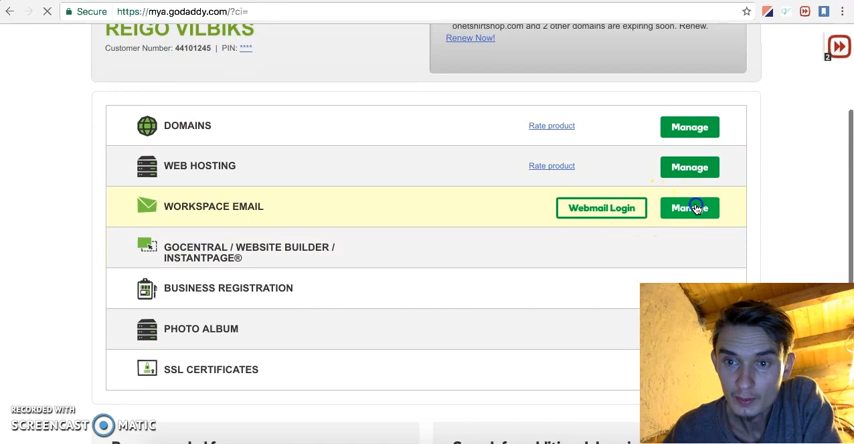 Secure
https://mya.godaddy.com/?ci=
REIGO VILBIKS
Customer Number: 44101245 | PIN: ****
onetshirtshop.com and 2 other domains are expiring soon. Renew.
Renew Now!
2
DOMAINS
Rate product
Manage
WEB HOSTING
Rate product
Manage
WORKSPACE EMAIL
Webmail Login
Manage
GOCENTRAL / WEBSITE BUILDER /
INSTANTPAGE®
BUSINESS REGISTRATION
PHOTO ALBUM
SSL CERTIFICATES
RECORDED WITH
SCREENCAST MATIC